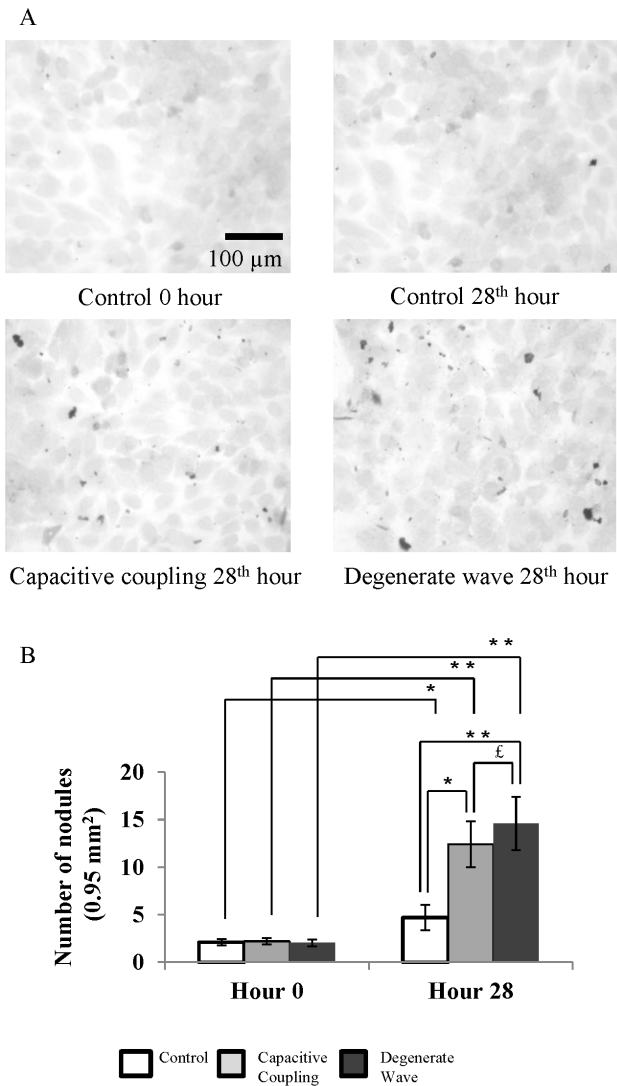 A
100 µm
Control 0 hour
Control 28th hour
Capacitive coupling 28th hour
Degenerate wave 28th hour
B
* *
* *
*
* *
£
*
Number of nodules
(0.95 mm2)
20
15
10
5
0
Hour 0
Hour 28
Control
Capacitive
Coupling
Degenerate
Wave